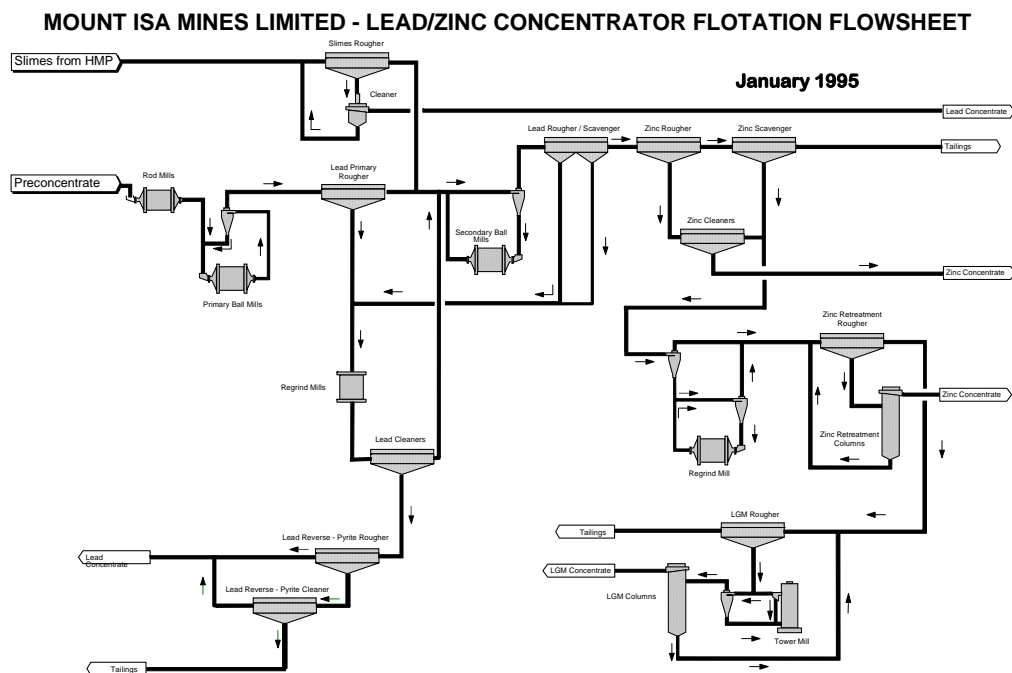 MOUNT ISA MINES LIMITED - LEAD/ZINC CONCENTRATOR FLOTATION FLOWSHEET
Slimes Rougher
Slimes from HMP
January 1995
Cleaner
Lead Concentrate
Lead Rougher / Scavenger
Zinc Rougher
Zinc Scavenger
Tailings
Lead Primary
Rougher
Rod Mills
Preconcentrate
Zinc Cleaners
Secondary Ball
Mills
Zinc Concentrate
Primary Ball Mills
Zinc Retreatment
Rougher
Regrind Mills
Zinc Concentrate
Lead Cleaners
Zinc Retreatment
Columns
Regrind Mill
LGM Rougher
Tailings
Lead Reverse - Pyrite Rougher
Lead
Concentrate
LGM Concentrate
Lead Reverse - Pyrite Cleaner
LGM Columns
Tower Mill
Tailings